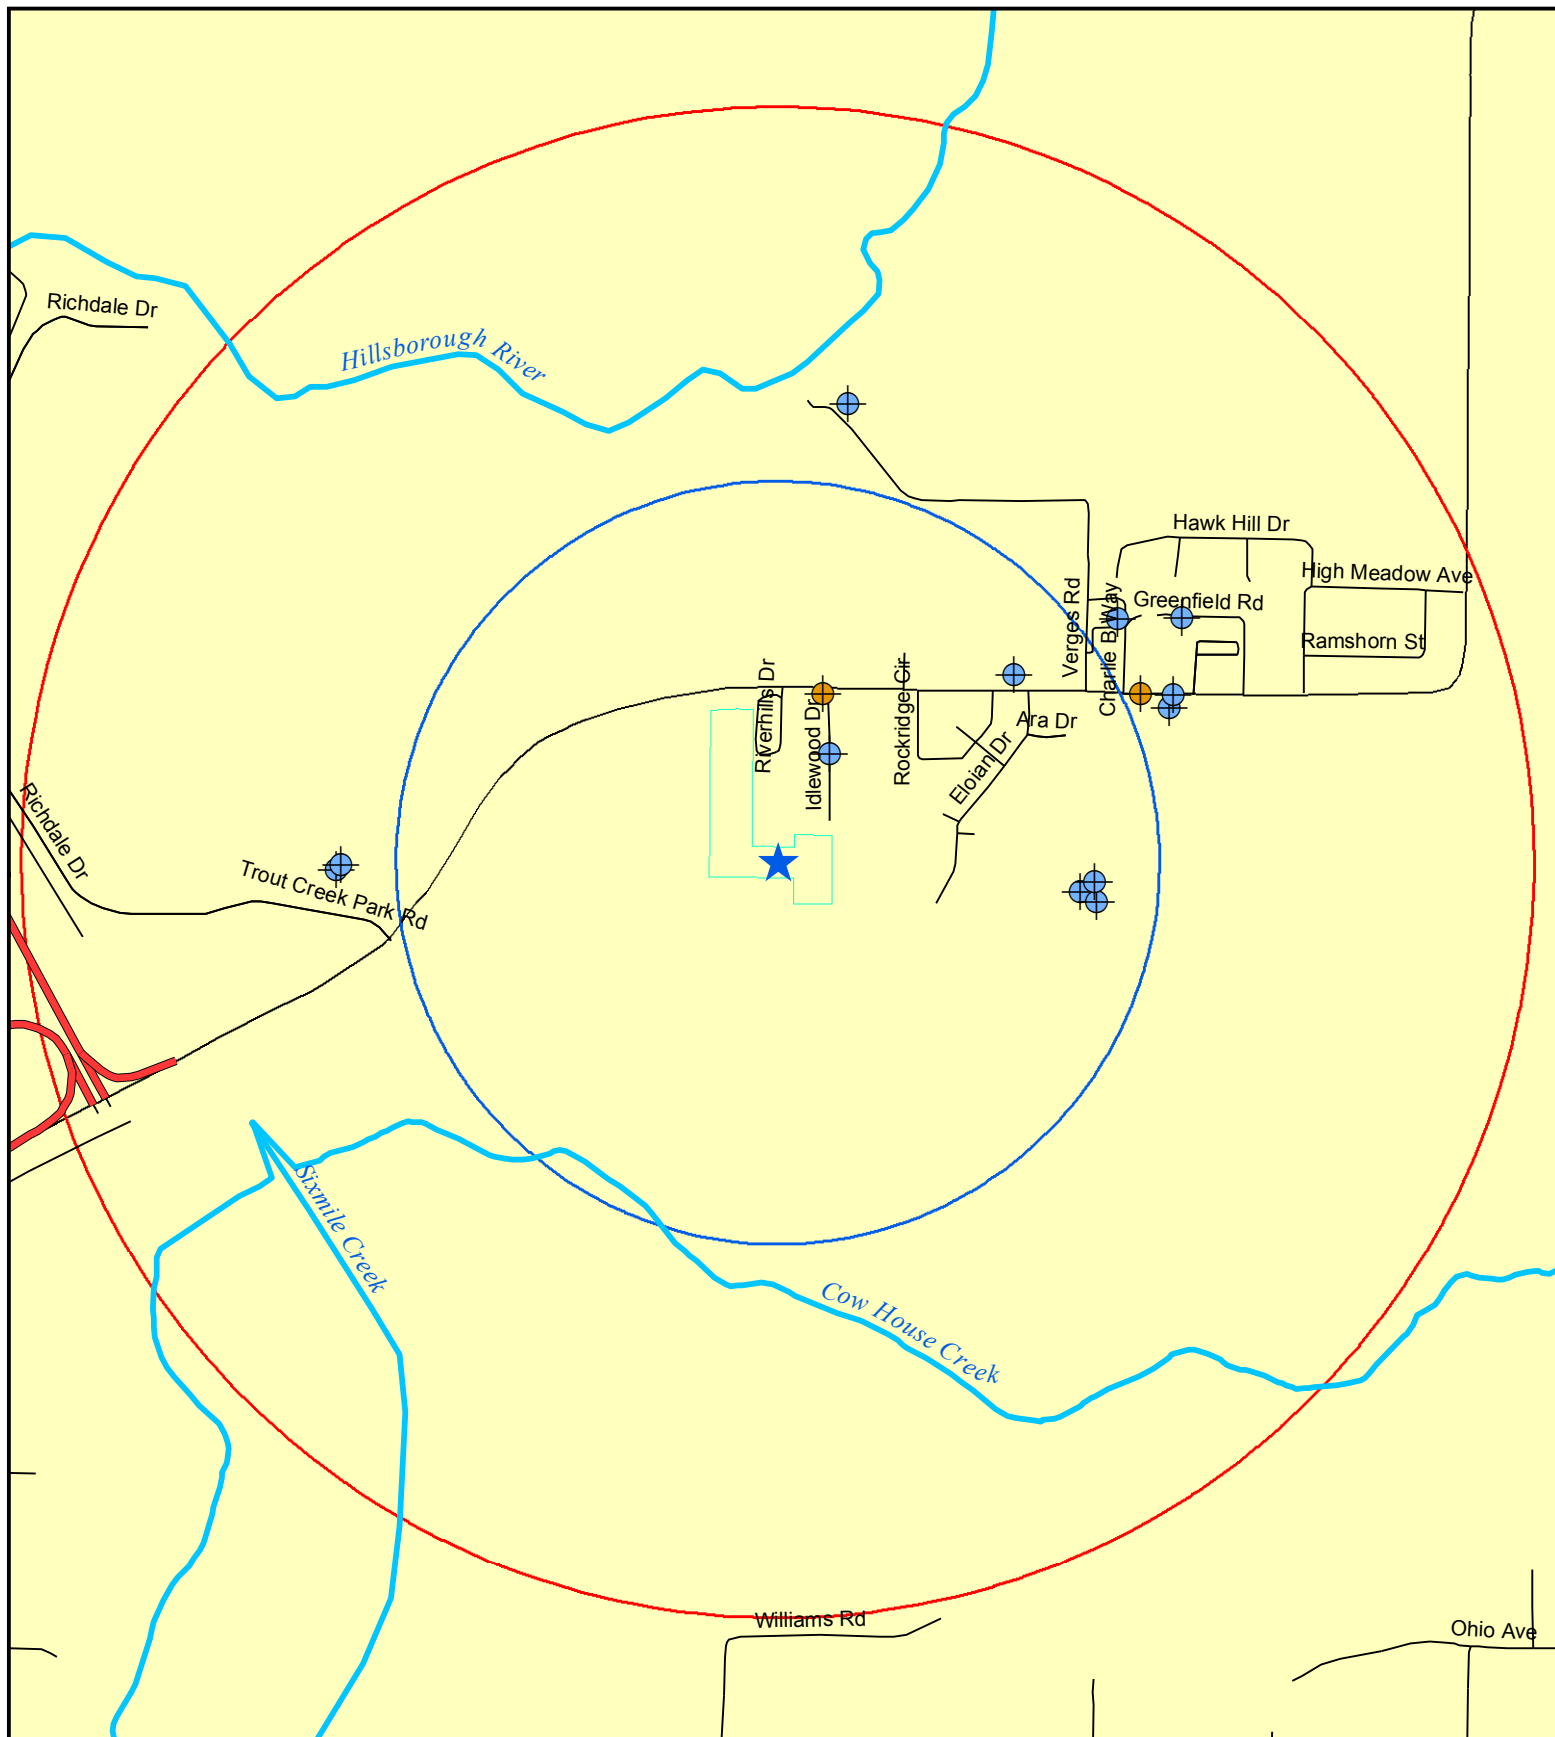 Richdale Dr
Hillsborough River
Hawk Hill Dr
High Meadow Ave
Greenfield Rd
Verges Rd
Charlie B Way
Ramshorn St
Riverhills Dr
Idlewood Dr
Rockridge Cir
Ara Dr
Eloian Dr
Richdale Dr
Trout Creek Park Rd
Sixmile Creek
Cow House Creek
Williams Rd
Ohio Ave